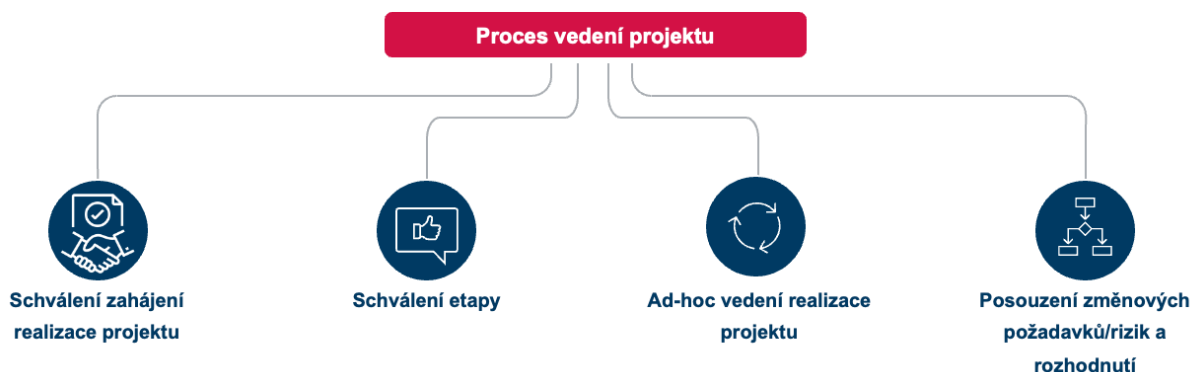 Proces vedení projektu
Schválení zahájení
realizace projektu
Schválení etapy
Ad-hoc vedení realizace
projektu
Posouzení změnových
požadavků/rizik a
rozhodnutí